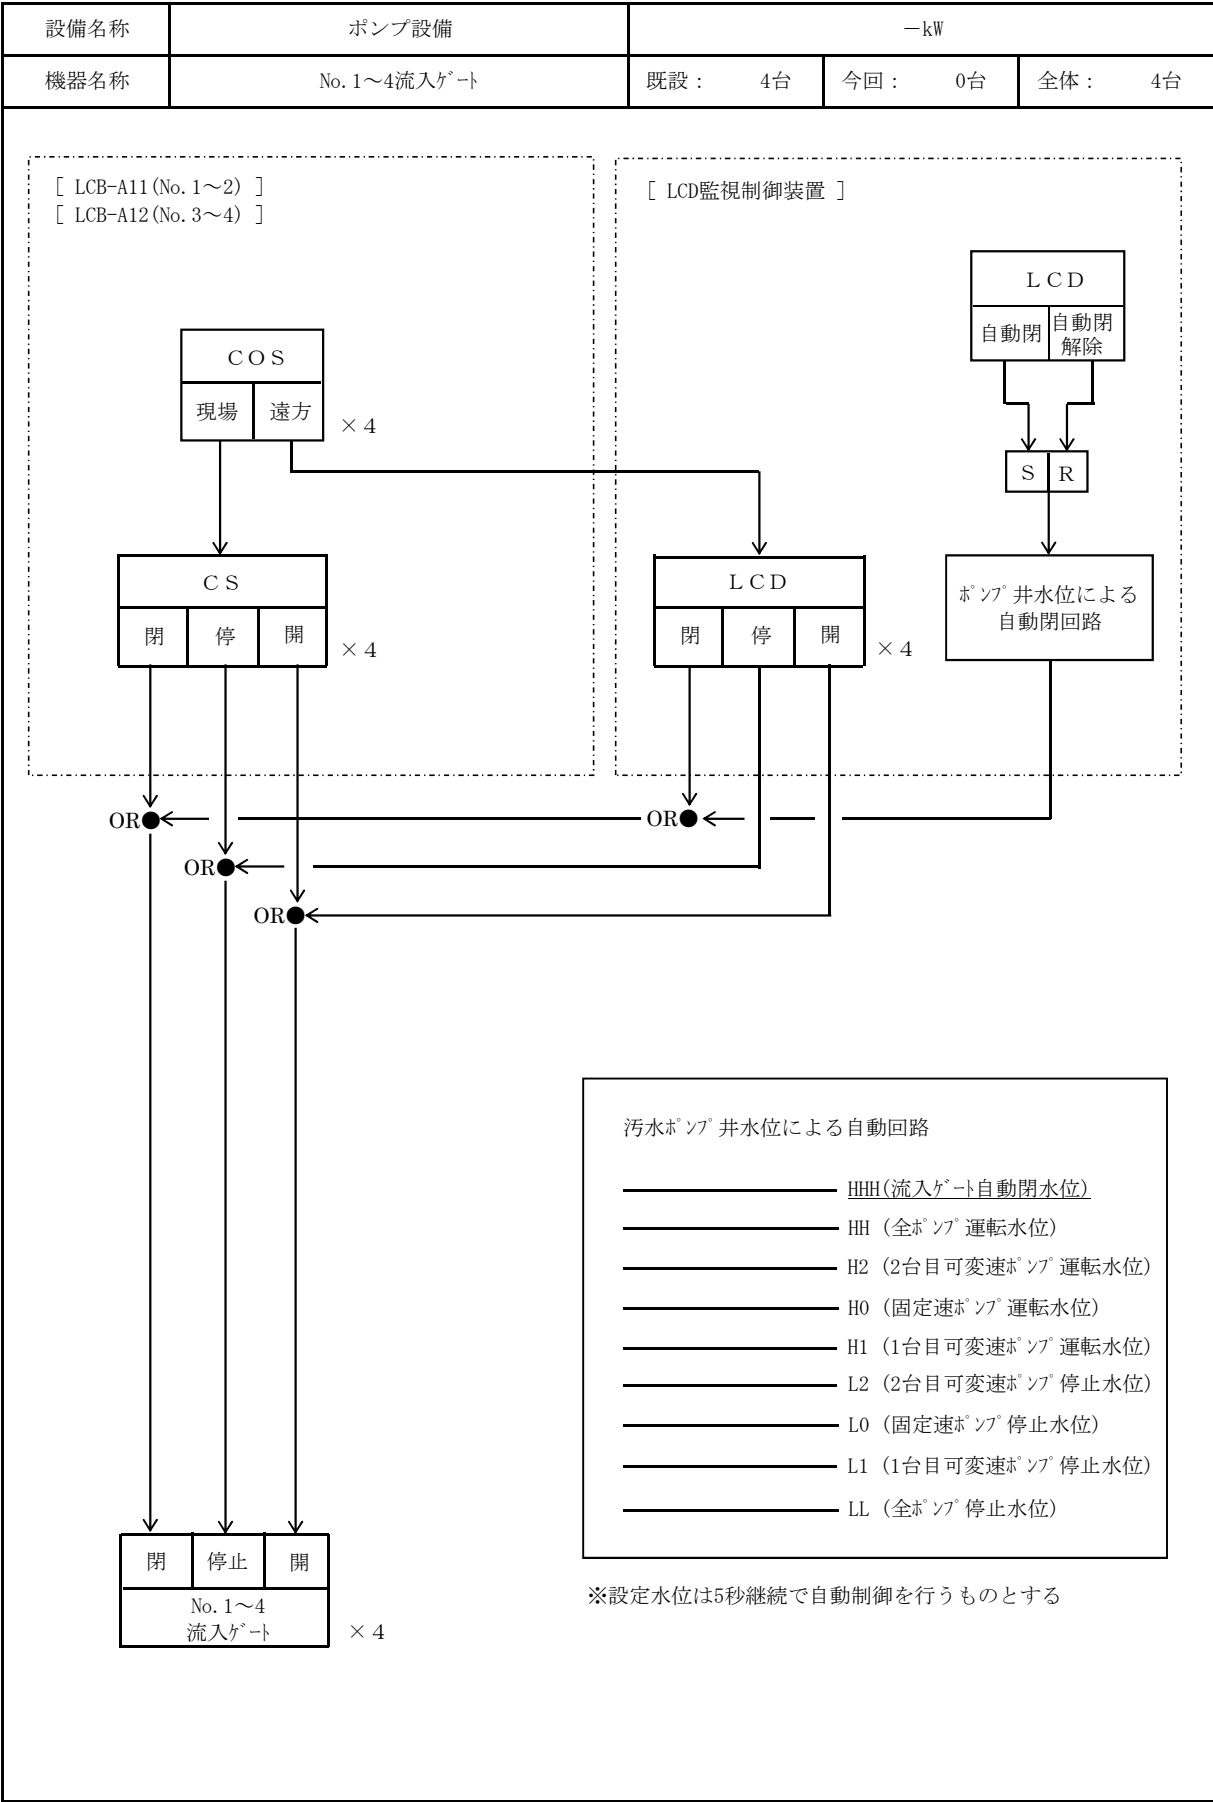 設備名称 ポンプ設備 －kW
機器名称 No.1～4流入ｹﾞｰﾄ 既設： 4台 今回： 0台 全体： 4台
[ LCB-A11(No.1～2) ]
[ LCB-A12(No.3～4) ]
[ LCD監視制御装置 ]
ＬＣＤ
自動閉
自動閉
解除
ＣＯＳ
現場 遠方
×４
Ｓ Ｒ
ＣＳ
閉 停 開
×４
ＬＣＤ
閉 停 開
×４
ﾎﾟﾝﾌﾟ井水位による
自動閉回路
OR
OR
OR
OR
汚水ﾎﾟﾝﾌﾟ井水位による自動回路
HHH(流入ｹﾞｰﾄ自動閉水位)
HH (全ﾎﾟﾝﾌﾟ運転水位)
H2 (2台目可変速ﾎﾟﾝﾌﾟ運転水位)
H0 (固定速ﾎﾟﾝﾌﾟ運転水位)
H1 (1台目可変速ﾎﾟﾝﾌﾟ運転水位)
L2 (2台目可変速ﾎﾟﾝﾌﾟ停止水位)
L0 (固定速ﾎﾟﾝﾌﾟ停止水位)
L1 (1台目可変速ﾎﾟﾝﾌﾟ停止水位)
LL (全ﾎﾟﾝﾌﾟ停止水位)
※設定水位は5秒継続で自動制御を行うものとする
閉 停止 開
No.1～4
流入ｹﾞｰﾄ
×４